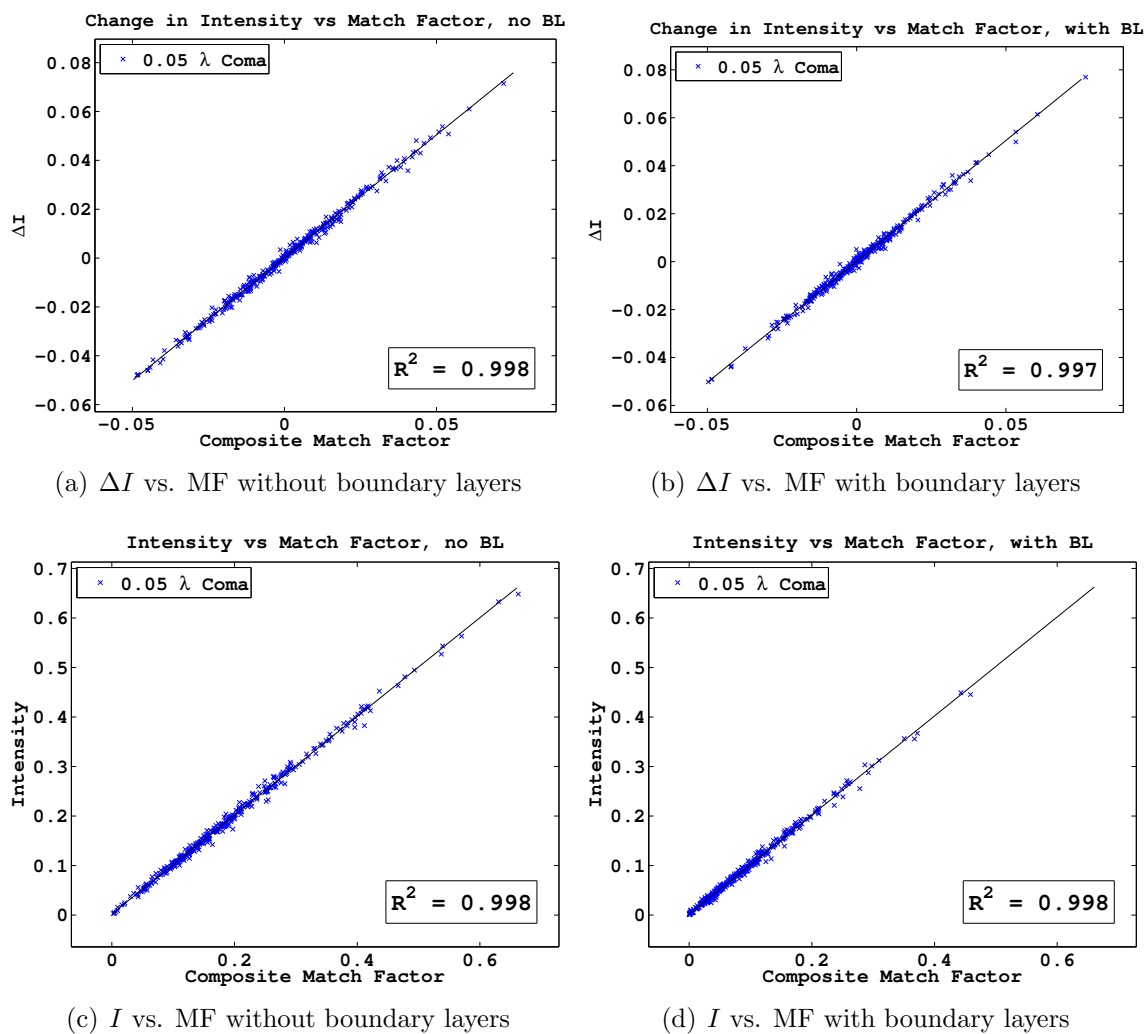 Change in Intensity vs Match Factor, no BL
0.05 λ Coma
0.08
0.06
0.04
0.02
0
−0.02
−0.04
−0.06
ΔI
R² = 0.998
−0.05
0
0.05
Composite Match Factor
(a) ΔI vs. MF without boundary layers
Change in Intensity vs Match Factor, with BL
0.05 λ Coma
0.08
0.06
0.04
0.02
0
−0.02
−0.04
−0.06
ΔI
R² = 0.997
−0.05
0
0.05
Composite Match Factor
(b) ΔI vs. MF with boundary layers
Intensity vs Match Factor, no BL
0.05 λ Coma
0.7
0.6
0.5
0.4
0.3
0.2
0.1
0
Intensity
R² = 0.998
0
0.2
0.4
0.6
Composite Match Factor
(c) I vs. MF without boundary layers
Intensity vs Match Factor, with BL
0.05 λ Coma
0.7
0.6
0.5
0.4
0.3
0.2
0.1
0
Intensity
R² = 0.998
0
0.2
0.4
0.6
Composite Match Factor
(d) I vs. MF with boundary layers